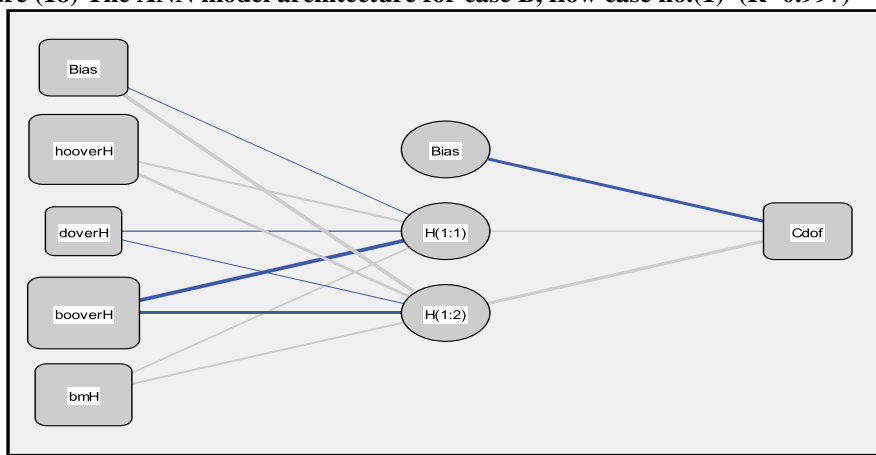 Bias
hooverH
doverH
booverH
bmH
Bias
H(1:1)
H(1:2)
Cdof